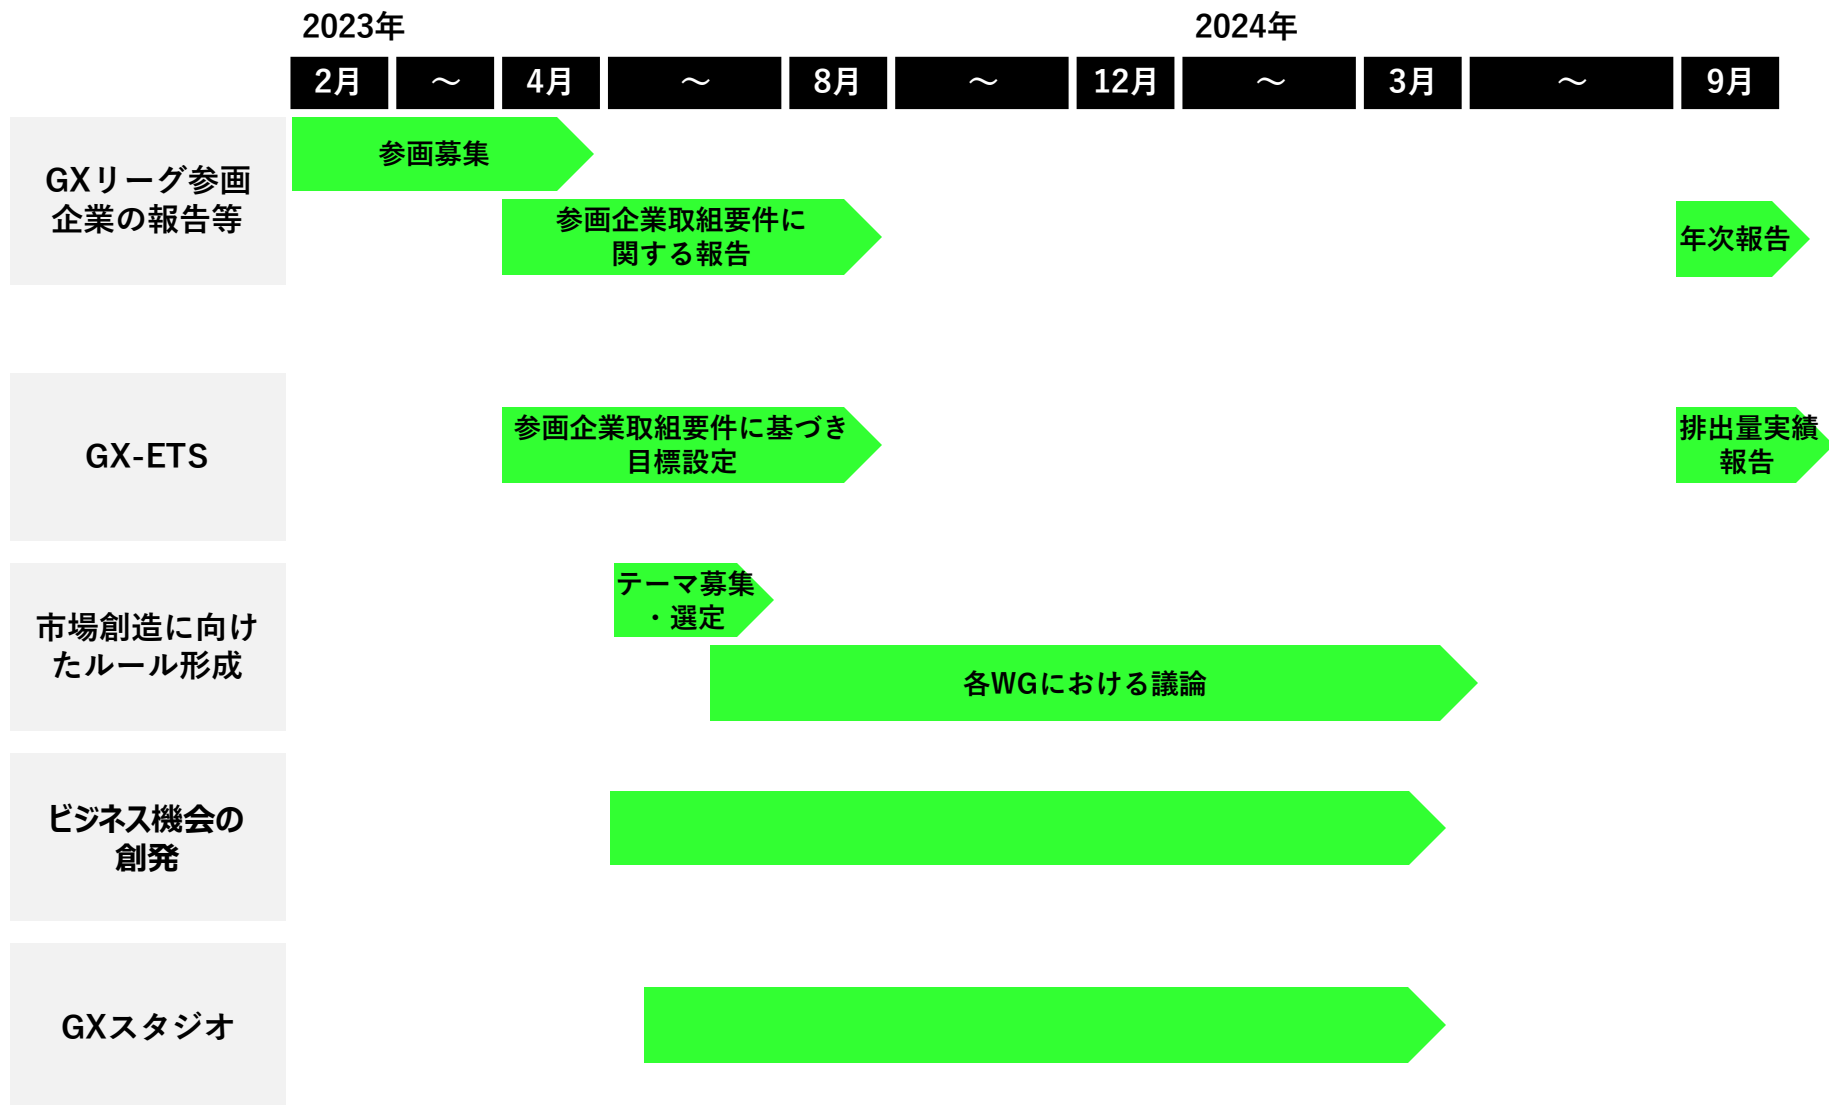 2023年
2024年
2月
～
4月
～
8月
～
12月
～
3月
～
9月
GXリーグ参画
企業の報告等
参画募集
参画企業取組要件に
関する報告
年次報告
GX-ETS
参画企業取組要件に基づき
目標設定
排出量実績
報告
市場創造に向け
たルール形成
テーマ募集
・選定
各WGにおける議論
ビジネス機会の
創発
GXスタジオ